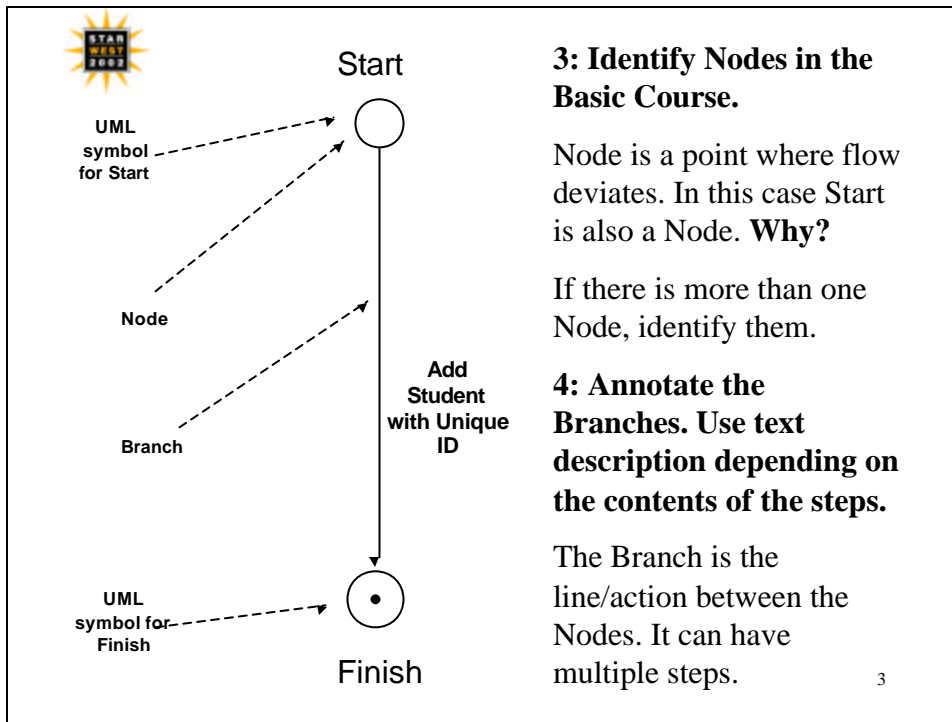 STAR
WEST
2002
Start
UML
symbol
for Start
Node
Branch
Add
Student
with Unique
ID
UML
symbol for
Finish
Finish
3: Identify Nodes in the
Basic Course.
Node is a point where flow
deviates. In this case Start
is also a Node. Why?
If there is more than one
Node, identify them.
4: Annotate the
Branches. Use text
description depending on
the contents of the steps.
The Branch is the
line/action between the
Nodes. It can have
multiple steps.
3